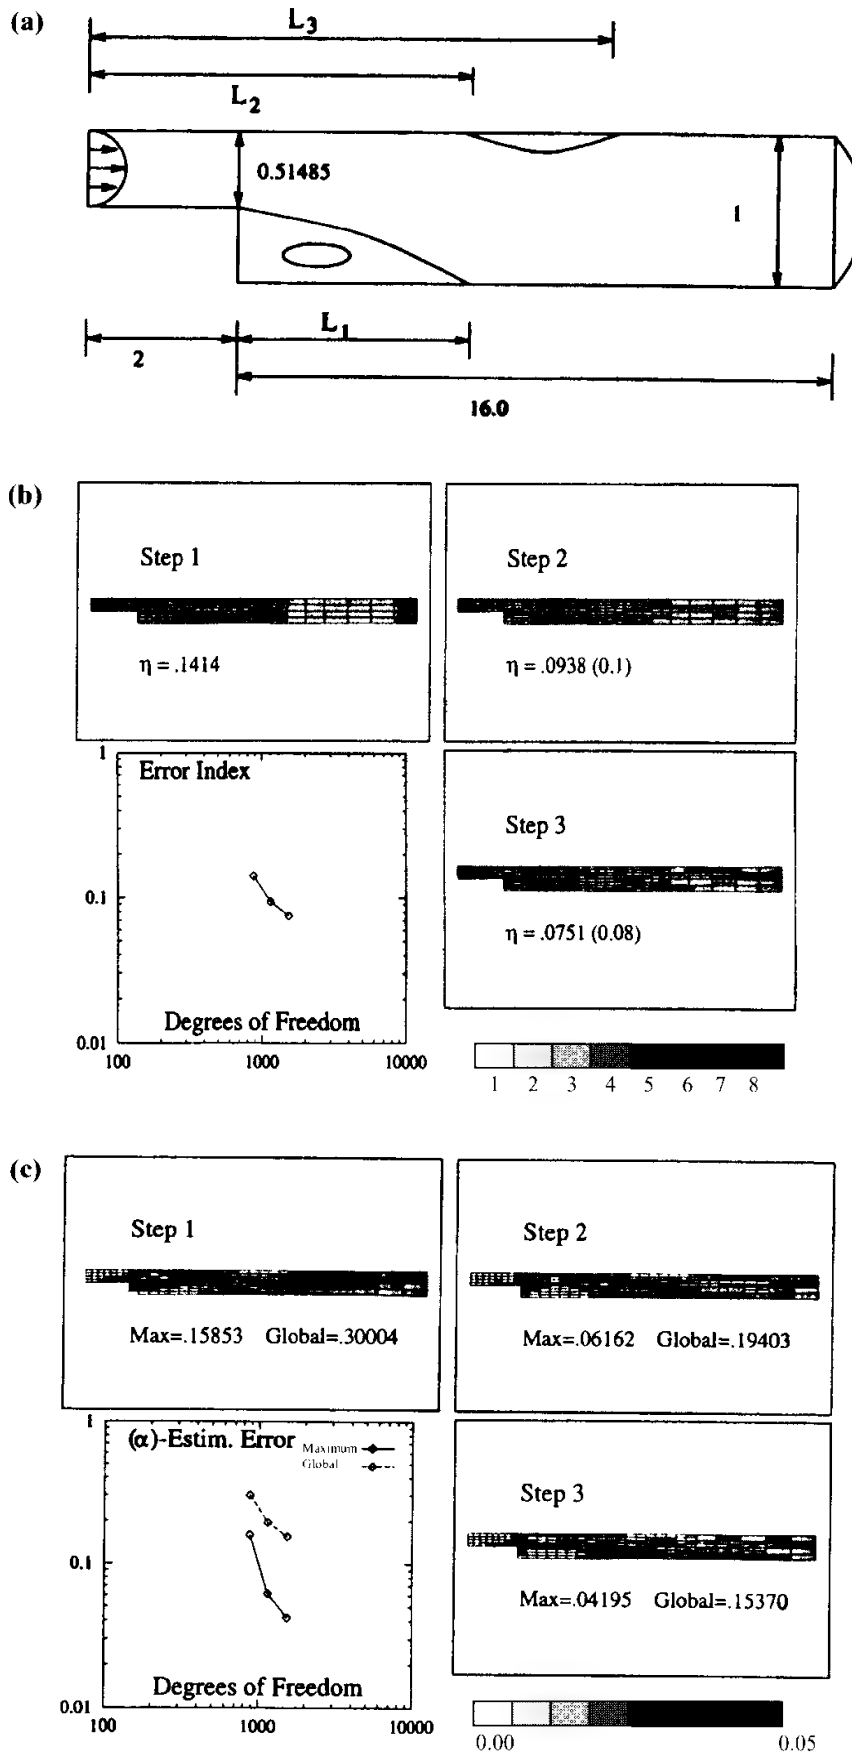 (a)
L3
L2
0.51485
1
L1
2
16.0
(b)
Step 1
η = .1414
Step 2
η = .0938 (0.1)
1
Error Index
0.1
Degrees of Freedom
0.01
100 1000 10000
Step 3
η = .0751 (0.08)
1 2 3 4 5 6 7 8
(c)
Step 1
Max=.15853 Global=.30004
Step 2
Max=.06162 Global=.19403
1
(α)-Estim. Error
Maximum
Global
0.1
Degrees of Freedom
0.01
100 1000 10000
Step 3
Max=.04195 Global=.15370
0.00 0.05